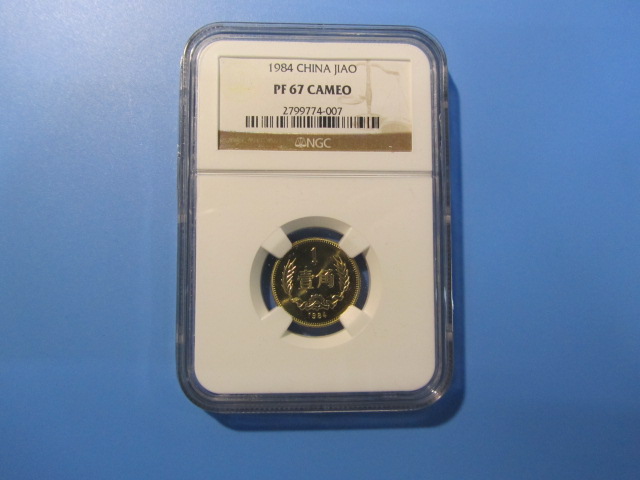 1984 CHINA JIAO
PF 67 CAMEO
2799774-007
NGC
1
壹角
1984